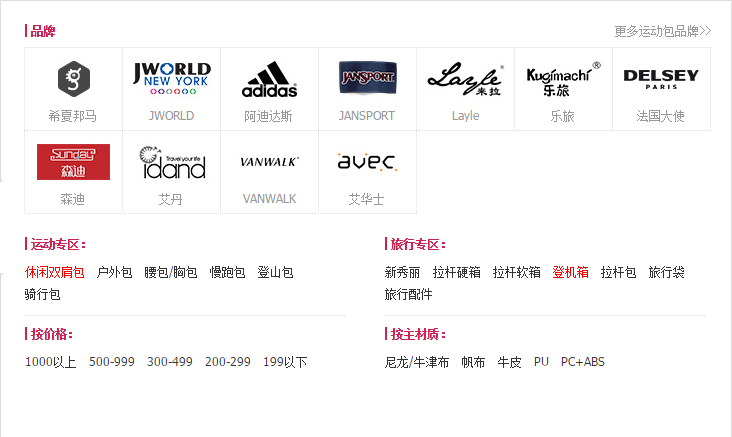 品牌
更多运动包品牌>>
JWORLD
NEW YORK
adidas
JANSPORT
Layle
来拉
Kugimachi®
乐旅
DELSEY
PARIS
希夏邦马
JWORLD
阿迪达斯
JANSPORT
Layle
乐旅
法国大使
Sunday
森迪
Travel your life
idand
VANWALK
avec
森迪
艾丹
VANWALK
艾华士
运动专区：
休闲双肩包 户外包 腰包/胸包 慢跑包 登山包
骑行包
旅行专区：
新秀丽 拉杆硬箱 拉杆软箱 登机箱 拉杆包 旅行袋
旅行配件
按价格：
1000以上 500-999 300-499 200-299 199以下
按主材质：
尼龙/牛津布 帆布 牛皮 PU PC+ABS